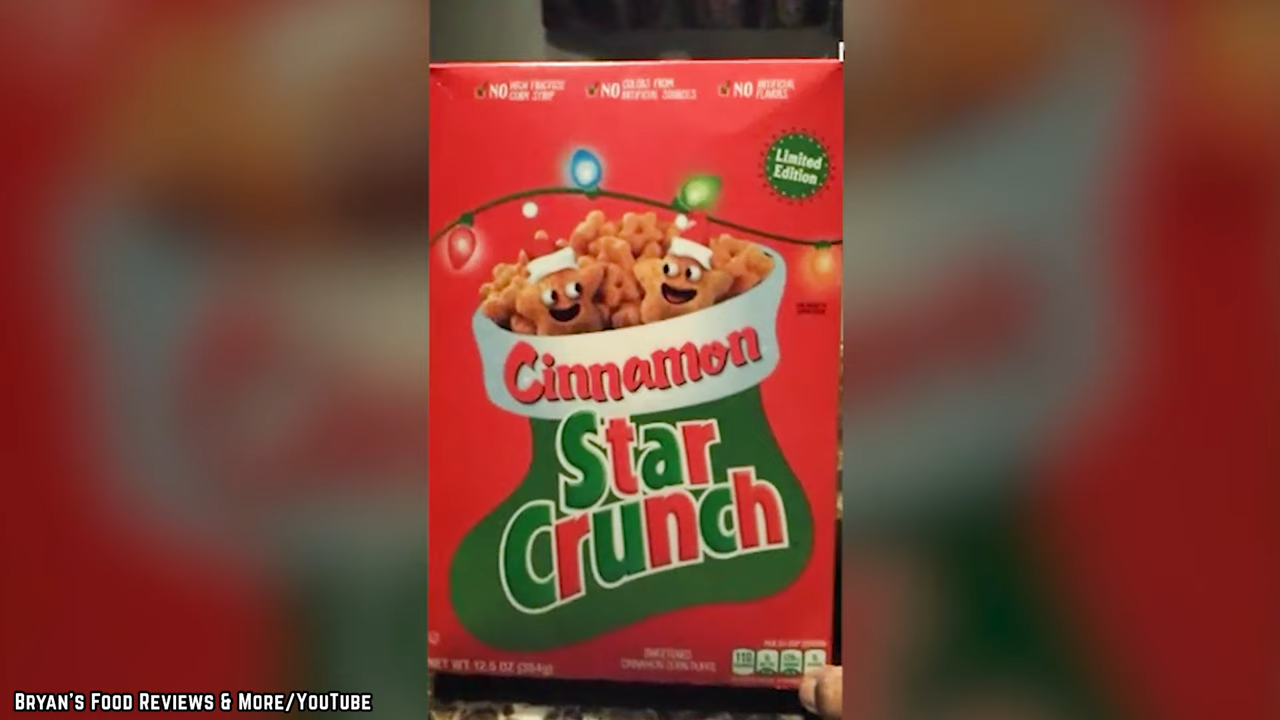 NO HIGH FRUCTOSE
CORN SYRUP
NO COLORS FROM
ARTIFICIAL SOURCES
NO ARTIFICIAL
FLAVORS
Limited
Edition
Cinnamon
Star
Crunch
NET WT 12.5 OZ (354g)
SWEETENED
CINNAMON CORN PUFFS
110
BRYAN'S FOOD REVIEWS & MORE/YOUTUBE